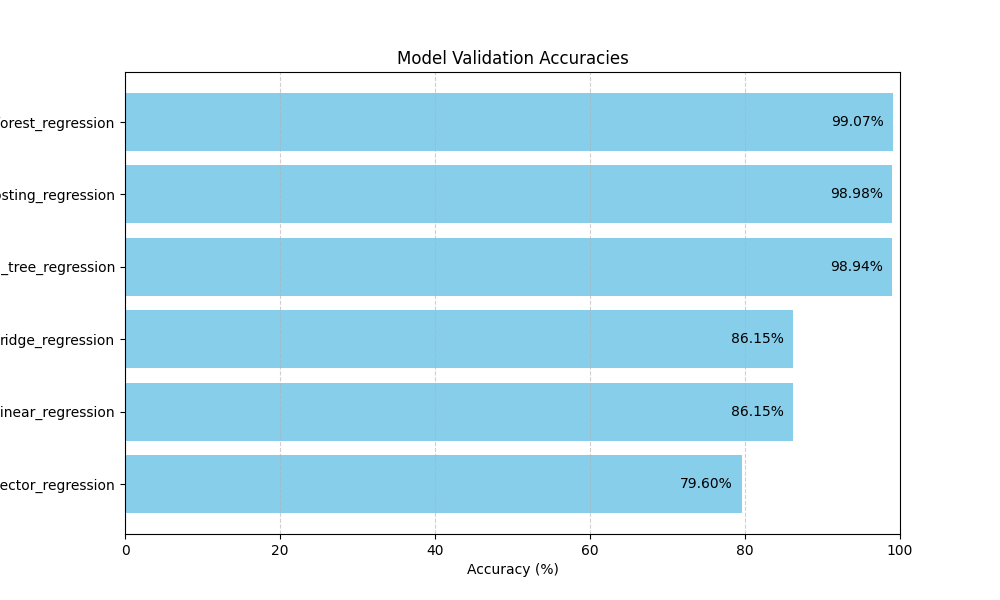 Model Validation Accuracies
orest_regression 99.07%
osting_regression 98.98%
_tree_regression 98.94%
ridge_regression 86.15%
inear_regression 86.15%
ector_regression 79.60%
0 20 40 60 80 100
Accuracy (%)